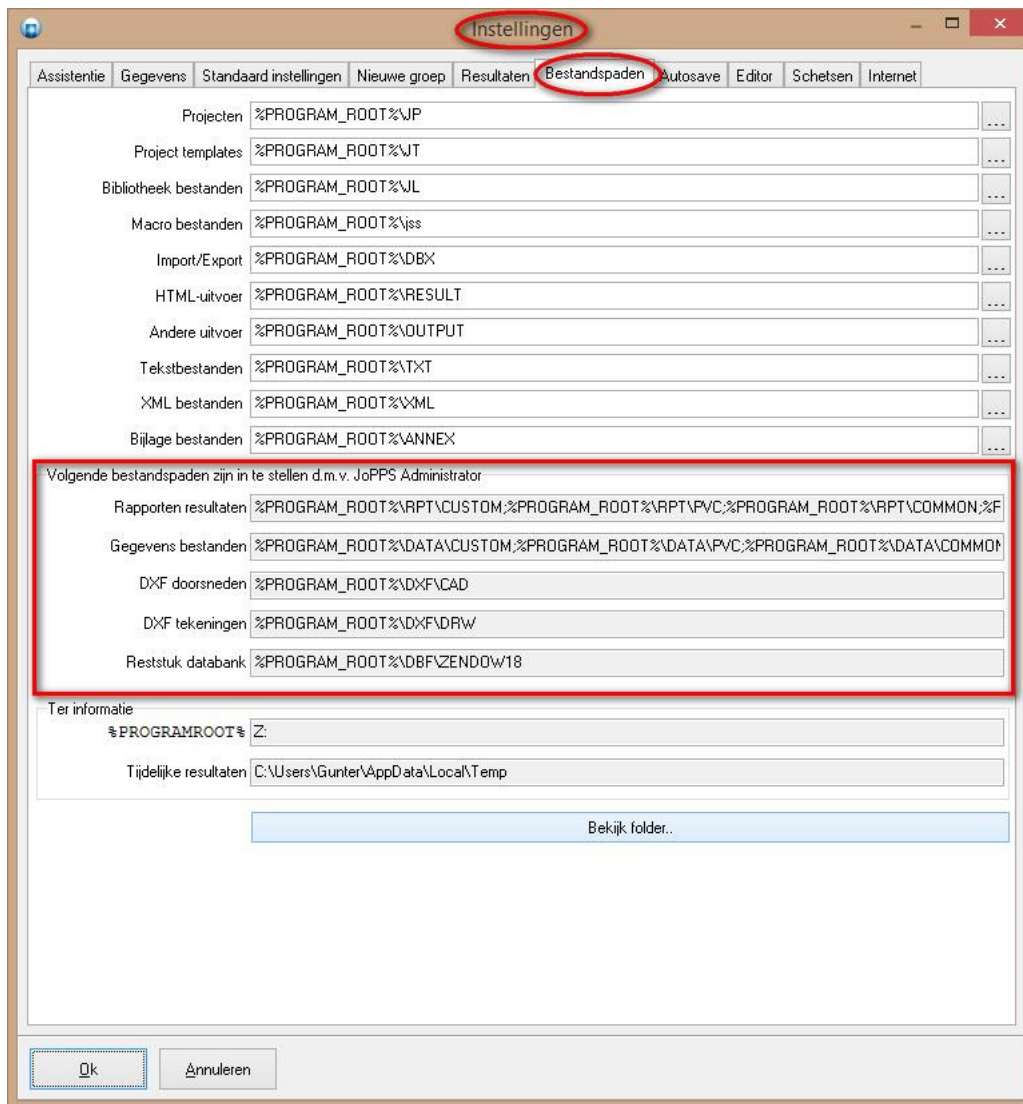 Instellingen
Assistentie Gegevens Standaard instellingen Nieuwe groep Resultaten Bestandspaden Autosave Editor Schetsen Internet
Projecten %PROGRAM_ROOT%\JP ...
Project templates %PROGRAM_ROOT%\JT ...
Bibliotheek bestanden %PROGRAM_ROOT%\JL ...
Macro bestanden %PROGRAM_ROOT%\jss ...
Import/Export %PROGRAM_ROOT%\DBX ...
HTML-uitvoer %PROGRAM_ROOT%\RESULT ...
Andere uitvoer %PROGRAM_ROOT%\OUTPUT ...
Tekstbestanden %PROGRAM_ROOT%\TXT ...
XML bestanden %PROGRAM_ROOT%\XML ...
Bijlage bestanden %PROGRAM_ROOT%\ANNEX ...
Volgende bestandspaden zijn in te stellen d.m.v. JoPPS Administrator
Rapporten resultaten %PROGRAM_ROOT%\RPT\CUSTOM;%PROGRAM_ROOT%\RPT\PVC;%PROGRAM_ROOT%\RPT\COMMON;%F
Gegevens bestanden %PROGRAM_ROOT%\DATA\CUSTOM;%PROGRAM_ROOT%\DATA\PVC;%PROGRAM_ROOT%\DATA\COMMON
DXF doorsneden %PROGRAM_ROOT%\DXF\CAD
DXF tekeningen %PROGRAM_ROOT%\DXF\DRW
Reststuk databank %PROGRAM_ROOT%\DBF\ZENDOW18
Ter informatie
%PROGRAMROOT% Z:
Tijdelijke resultaten C:\Users\Gunter\AppData\Local\Temp
Bekijk folder..
Ok Annuleren